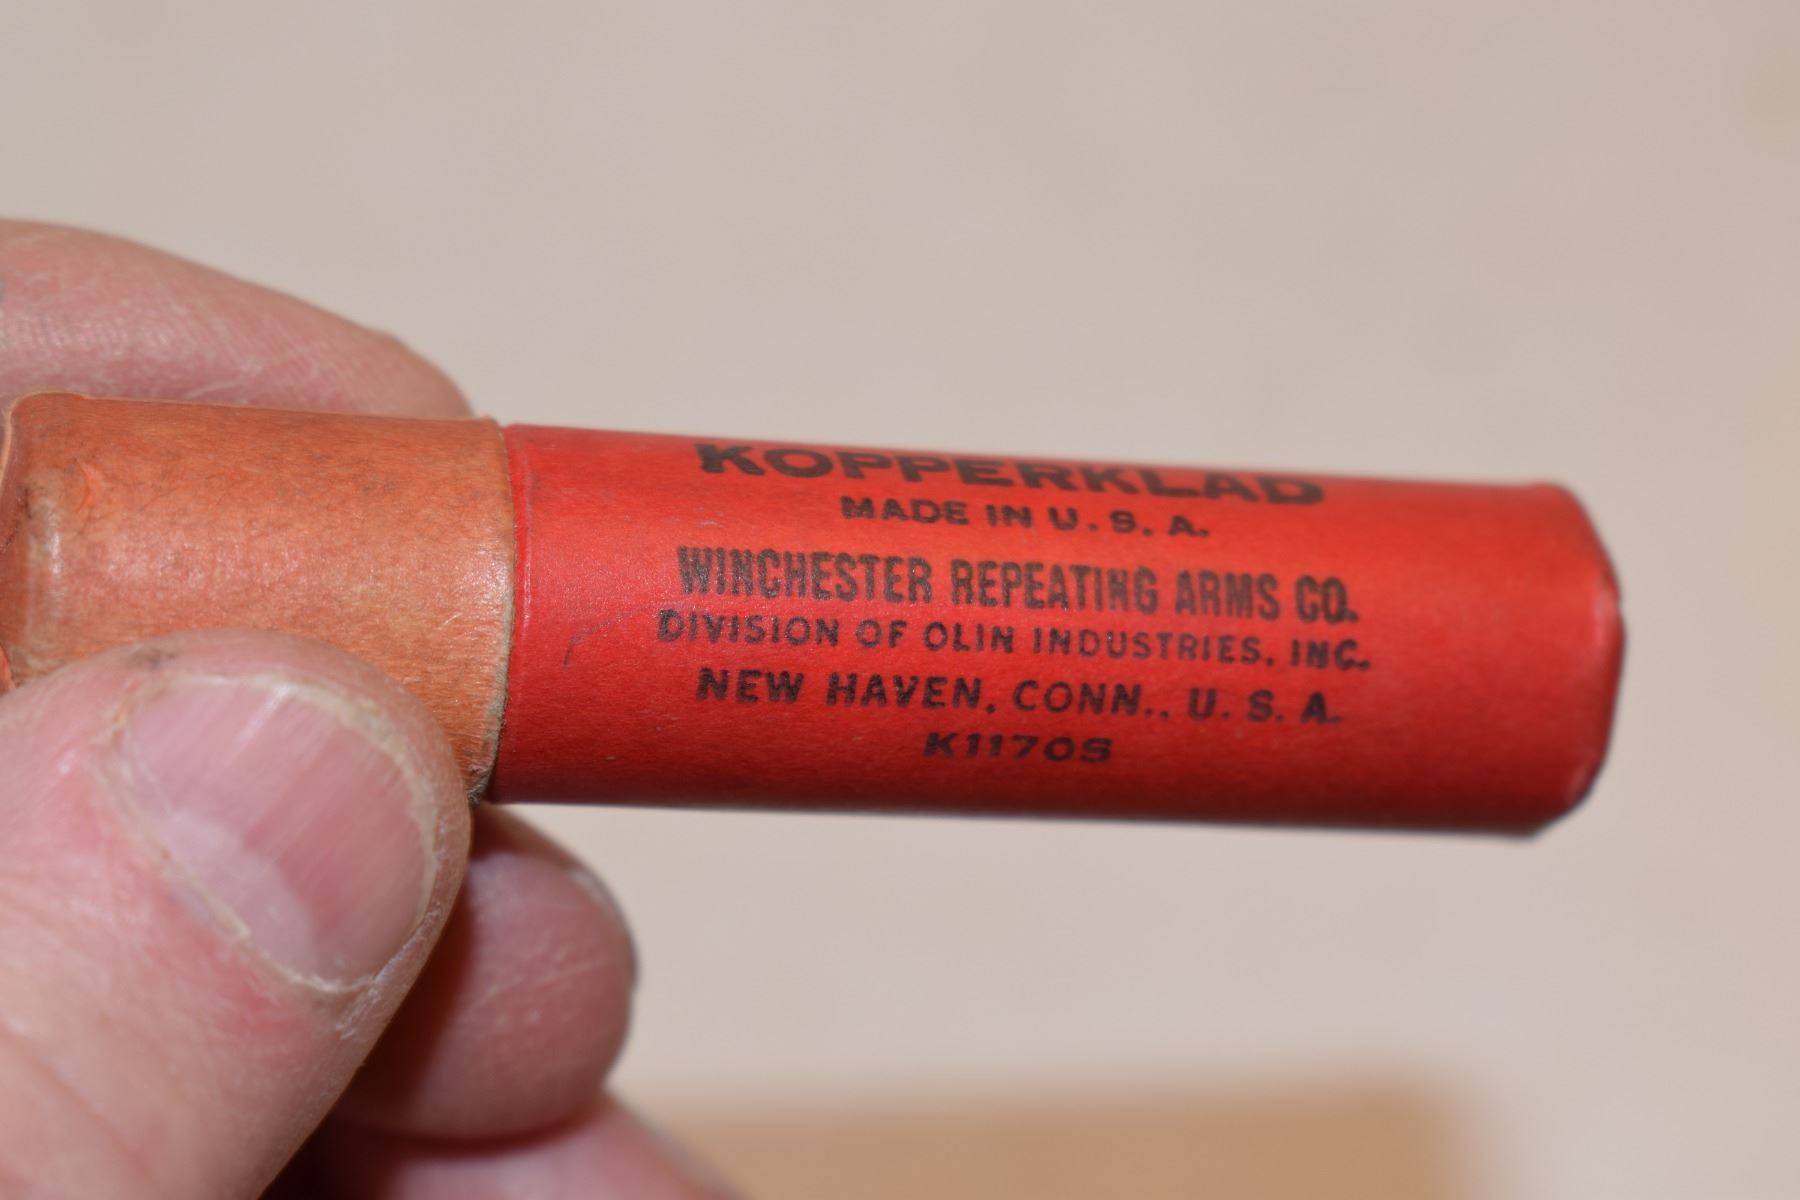 KOPPERKLAD
MADE IN U. S. A.
WINCHESTER REPEATING ARMS CO.
DIVISION OF OLIN INDUSTRIES, INC.
NEW HAVEN, CONN., U. S. A.
K1170S